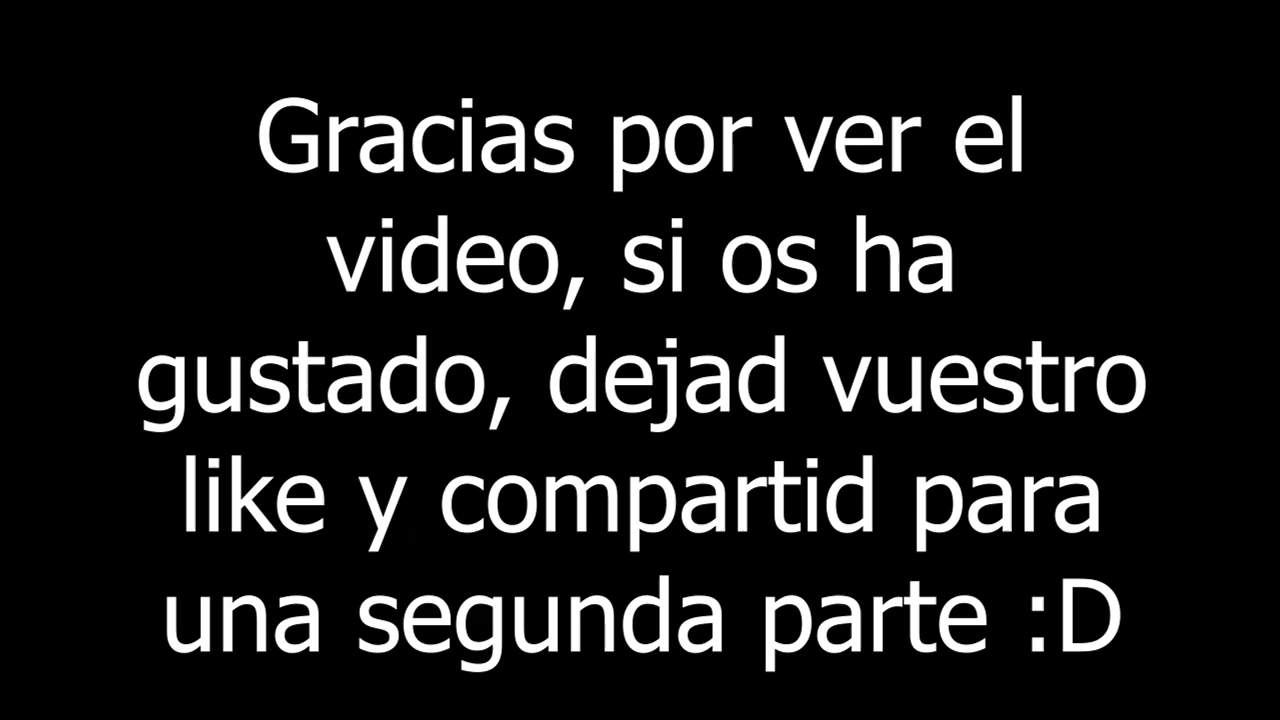 Gracias por ver el
video, si os ha
gustado, dejad vuestro
like y compartid para
una segunda parte :D